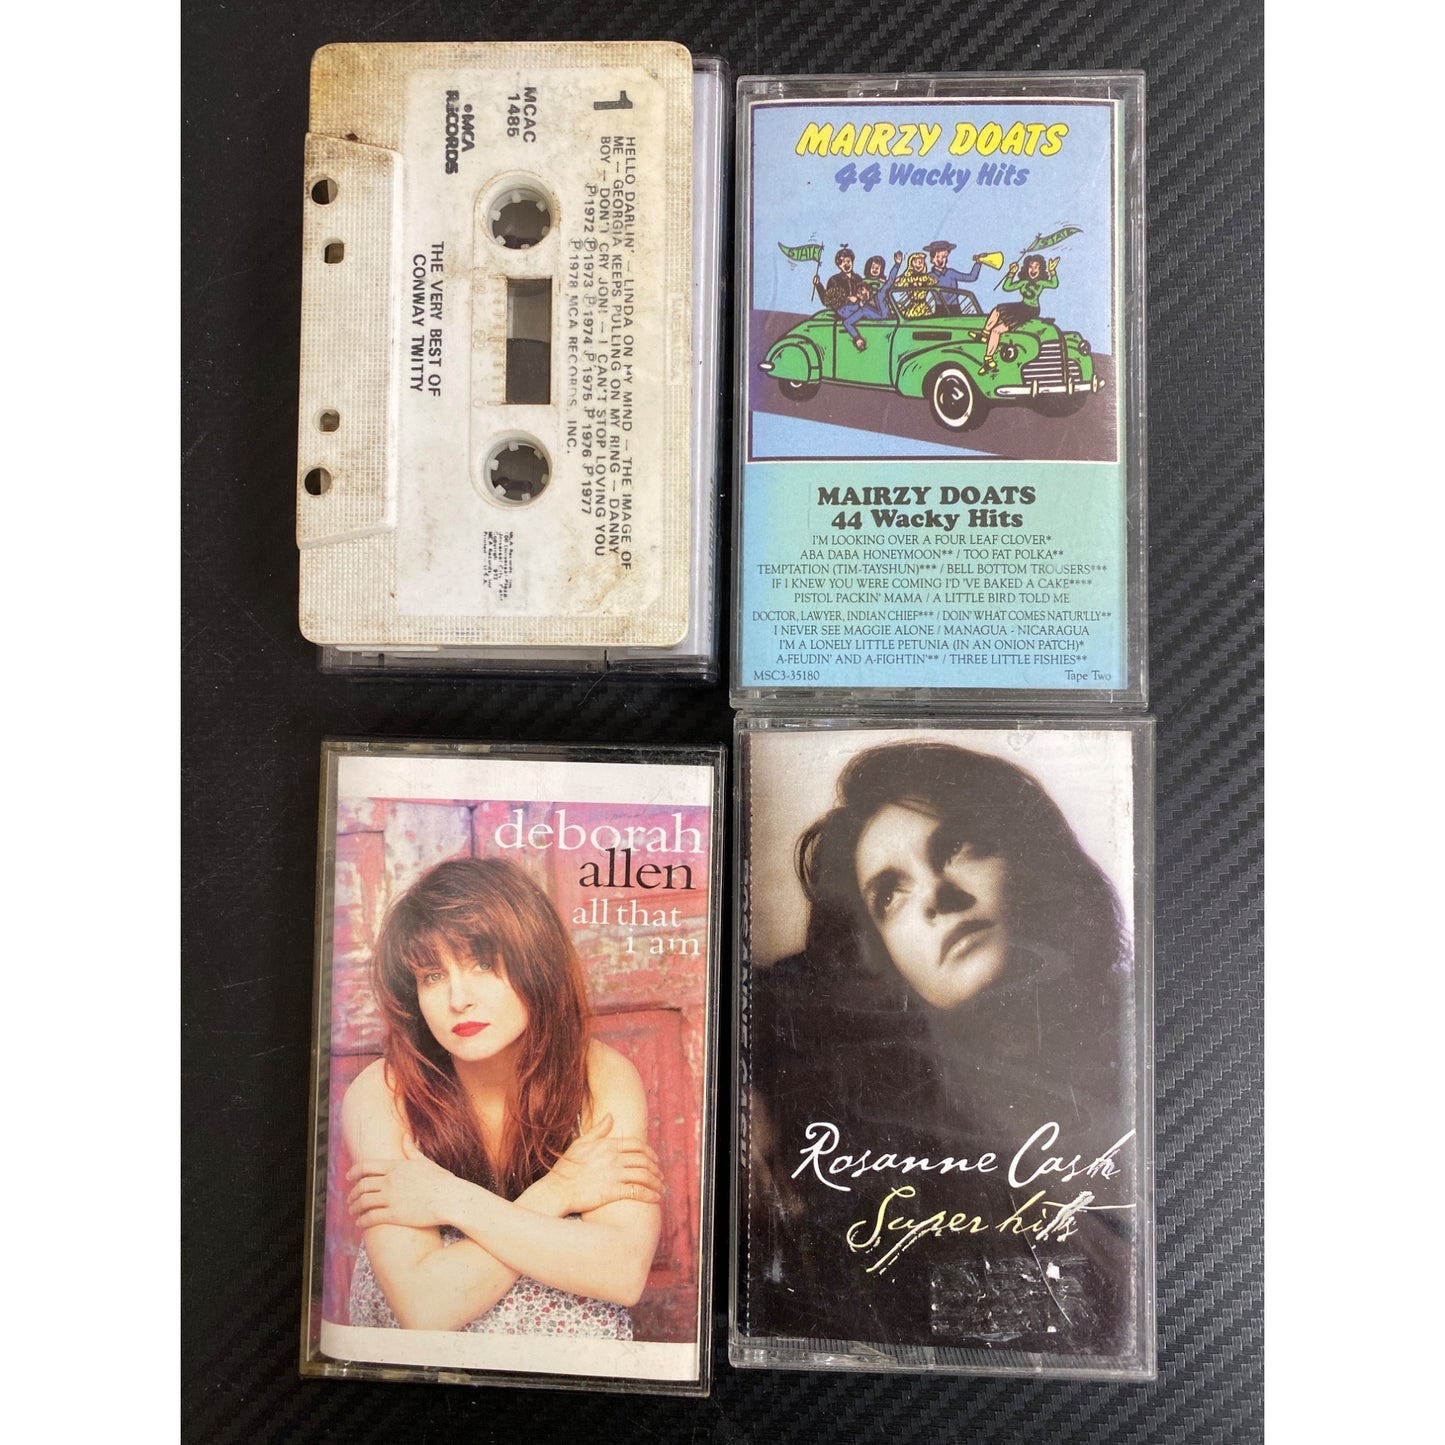 1
HELLO DARLIN' – LINDA ON MY MIND – THE IMAGE OF
ME – GEORGIA KEEPS PULLING ON MY RING – DANNY
BOY – DON'T CRY JONI – I CAN'T STOP LOVING YOU
℗1972 ℗1973 ℗1974 ℗1975 ℗1976 ℗1977
℗1978 MCA RECORDS, INC.
MCAC
1485
MCA
RECORDS
THE VERY BEST OF
CONWAY TWITTY
MAIRZY DOATS
44 Wacky Hits
STATE
STATE
S
MAIRZY DOATS
44 Wacky Hits
I'M LOOKING OVER A FOUR LEAF CLOVER*
ABA DABA HONEYMOON** / TOO FAT POLKA**
TEMPTATION (TIM-TAYSHUN)*** / BELL BOTTOM TROUSERS***
IF I KNEW YOU WERE COMING I'D 'VE BAKED A CAKE****
PISTOL PACKIN' MAMA / A LITTLE BIRD TOLD ME
DOCTOR, LAWYER, INDIAN CHIEF*** / DOIN' WHAT COMES NATUR'LLY**
I NEVER SEE MAGGIE ALONE / MANAGUA - NICARAGUA
I'M A LONELY LITTLE PETUNIA (IN AN ONION PATCH)*
A-FEUDIN' AND A-FIGHTIN'** / THREE LITTLE FISHIES**
MSC3-35180 Tape Two
deborah
allen
all that
i am
Rosanne Cash
Super hits